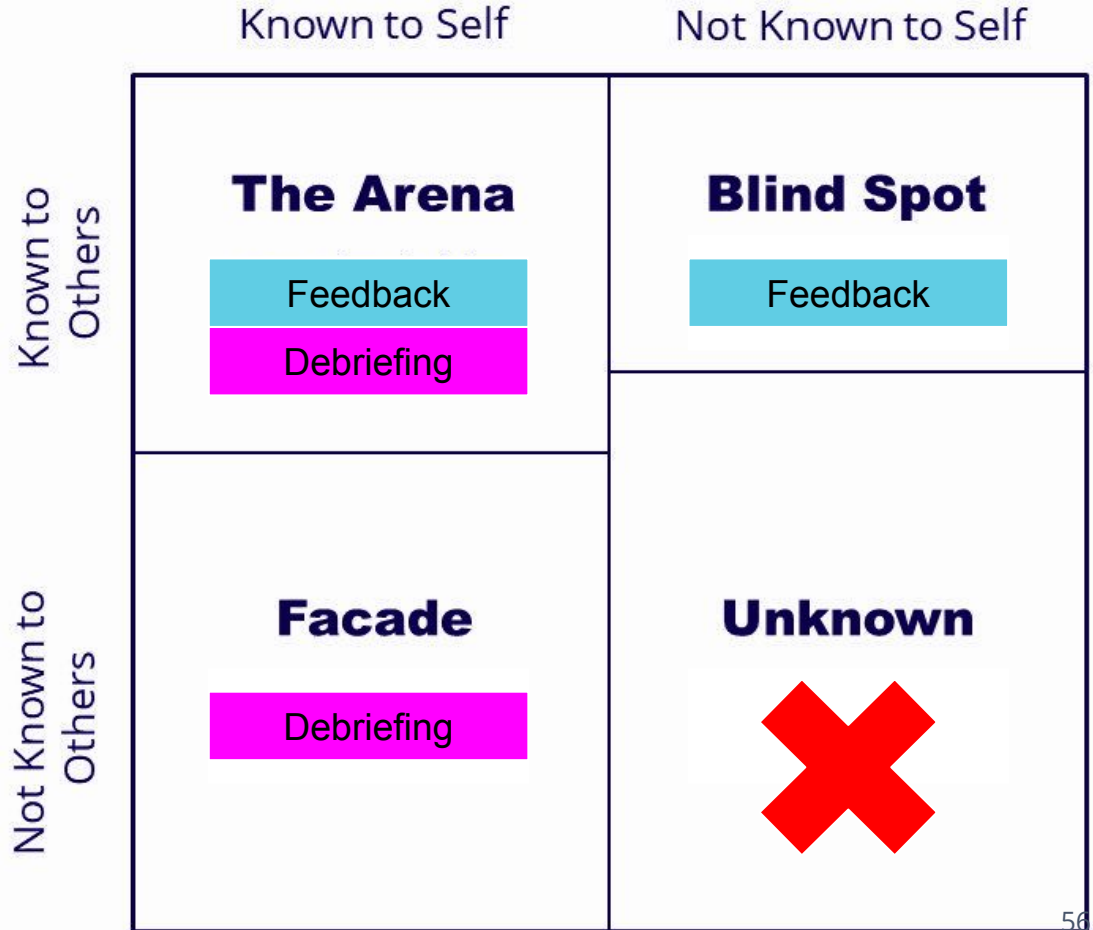 Known to Self
Not Known to Self
Known to
Others
The Arena
Feedback
Debriefing
Blind Spot
Feedback
Not Known to
Others
Facade
Debriefing
Unknown
56